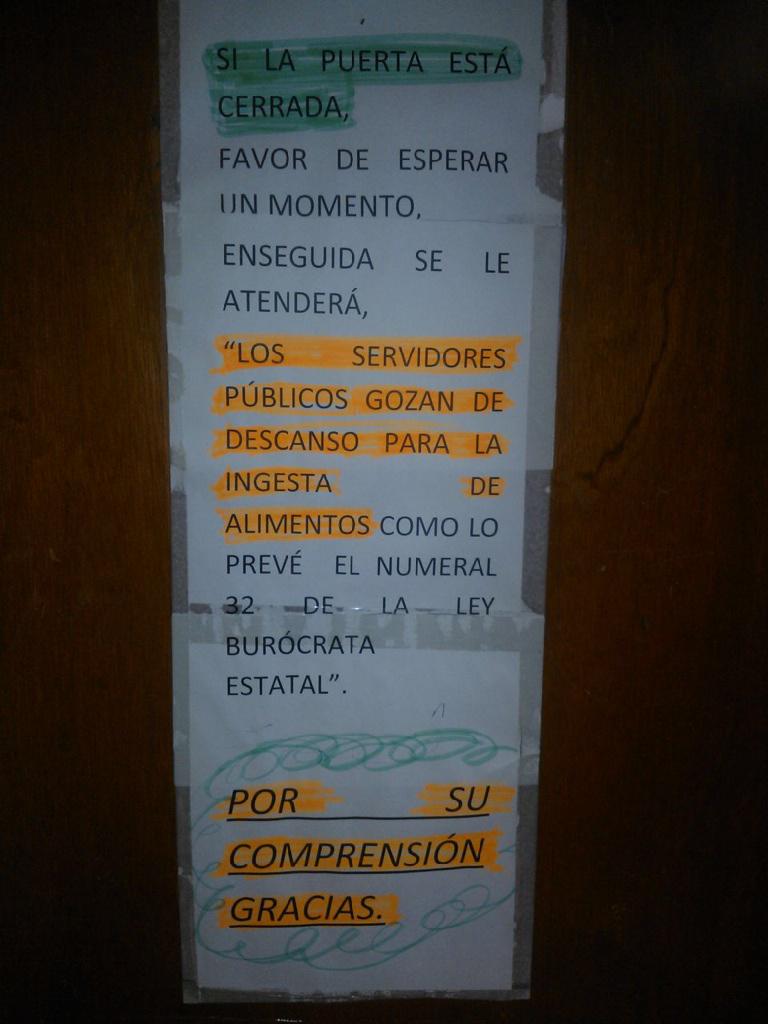 SI LA PUERTA ESTÁ
CERRADA,
FAVOR DE ESPERAR
UN MOMENTO,
ENSEGUIDA SE LE
ATENDERÁ,
“LOS SERVIDORES
PÚBLICOS GOZAN DE
DESCANSO PARA LA
INGESTA DE
ALIMENTOS COMO LO
PREVÉ EL NUMERAL
32 DE LA LEY
BURÓCRATA
ESTATAL”.
POR SU
COMPRENSIÓN
GRACIAS.